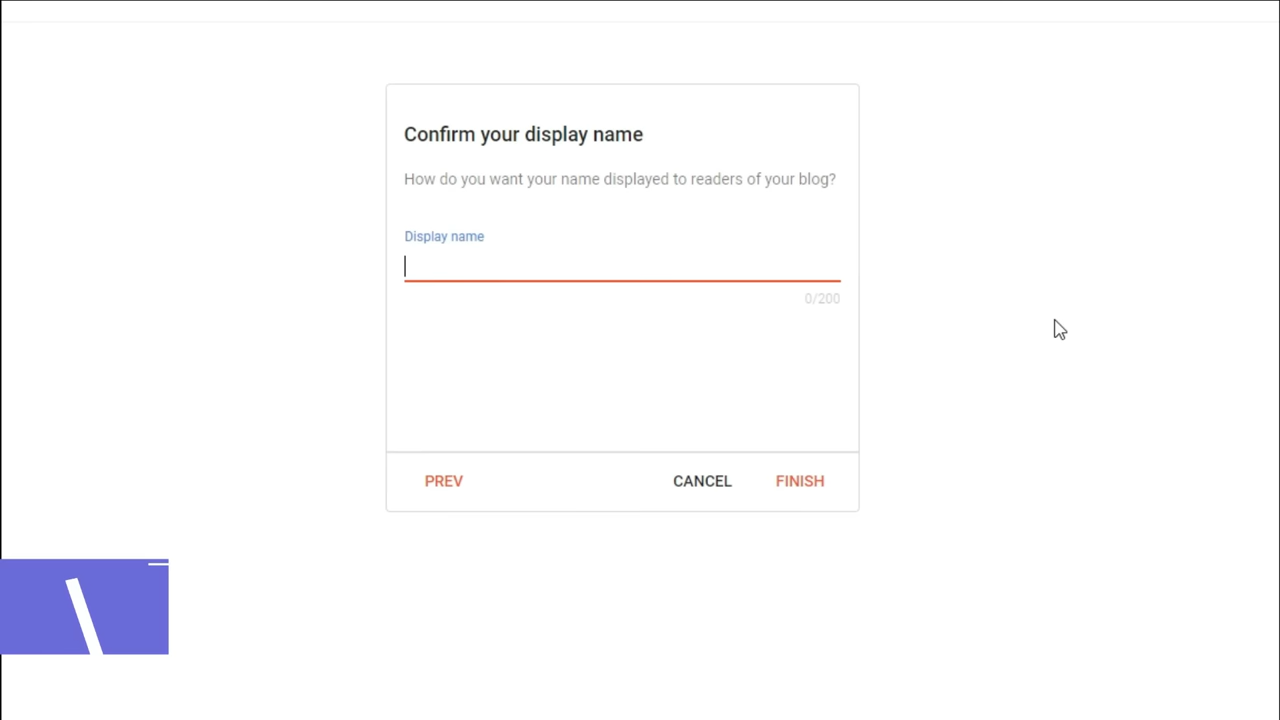 Confirm your display name
How do you want your name displayed to readers of your blog?
Display name
0/200
PREV CANCEL FINISH